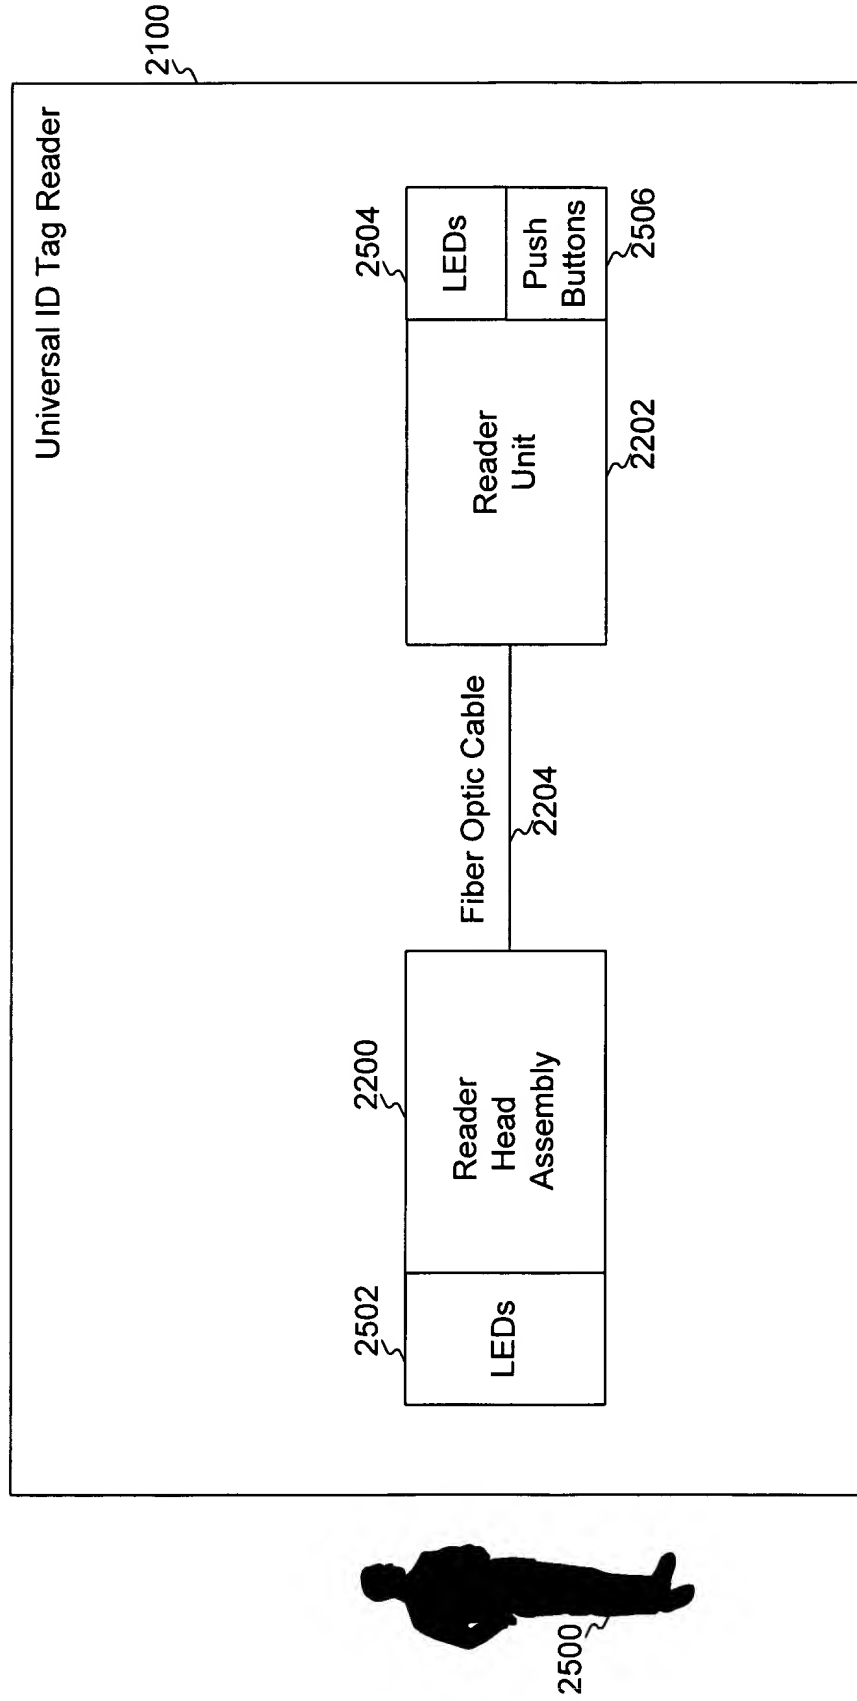 Universal ID Tag Reader
2100
2502
LEDs
2200
Reader
Head
Assembly
Fiber Optic Cable
2204
Reader
Unit
2202
2504
LEDs
Push
Buttons
2506
2500